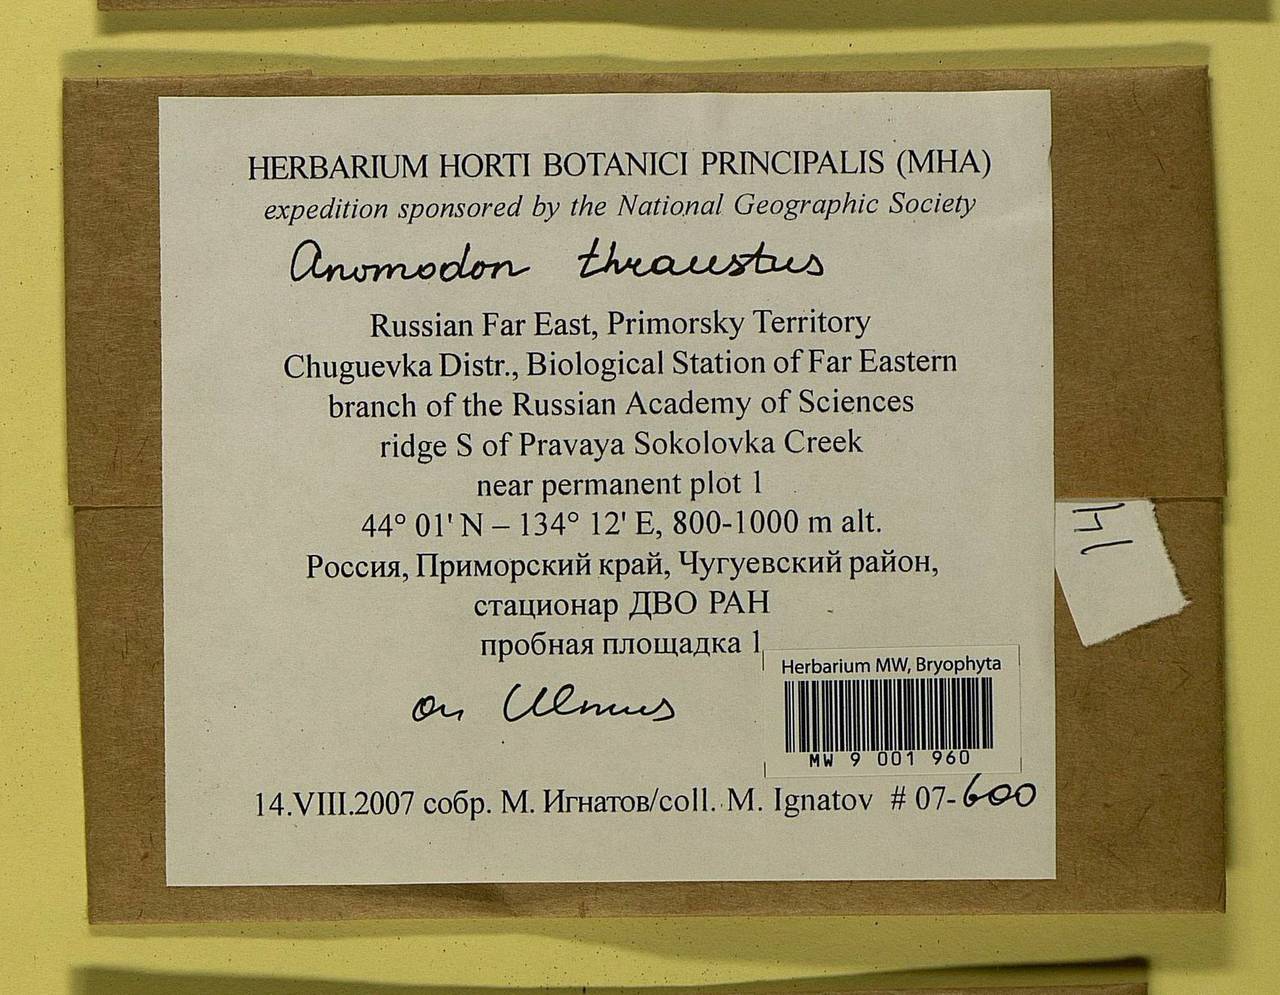 HERBARIUM HORTI BOTANICI PRINCIPALIS (MHA)
expedition sponsored by the National Geographic Society
Anomodon thraustus
Russian Far East, Primorsky Territory
Chuguevka Distr., Biological Station of Far Eastern
branch of the Russian Academy of Sciences
ridge S of Pravaya Sokolovka Creek
near permanent plot 1
44° 01' N – 134° 12' E, 800-1000 m alt.
Россия, Приморский край, Чугуевский район,
стационар ДВО РАН
пробная площадка 1
on Ulmus
Herbarium MW, Bryophyta
MW 9 001 960
14.VIII.2007 собр. М. Игнатов/coll. M. Ignatov # 07-600